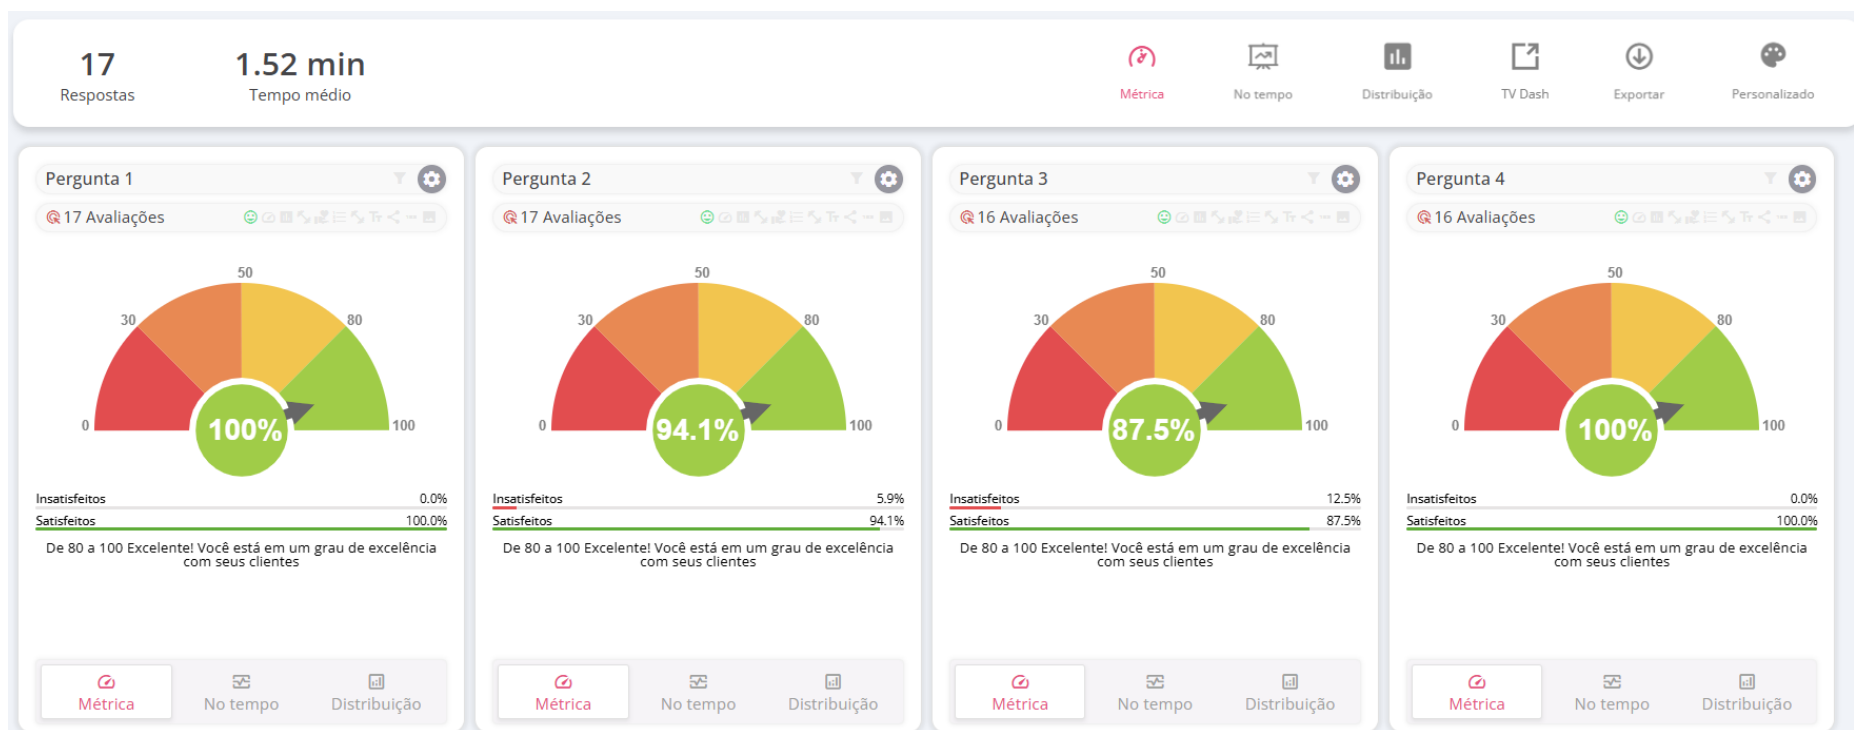 17
Respostas
1.52 min
Tempo médio
Métrica
No tempo
Distribuição
TV Dash
Exportar
Personalizado
Pergunta 1
17 Avaliações
Tr
50
30
80
0
100
100%
Insatisfeitos 0.0%
Satisfeitos 100.0%
De 80 a 100 Excelente! Você está em um grau de excelência
com seus clientes
Métrica
No tempo
Distribuição
Pergunta 2
17 Avaliações
Tr
50
30
80
0
100
94.1%
Insatisfeitos 5.9%
Satisfeitos 94.1%
De 80 a 100 Excelente! Você está em um grau de excelência
com seus clientes
Métrica
No tempo
Distribuição
Pergunta 3
16 Avaliações
Tr
50
30
80
0
100
87.5%
Insatisfeitos 12.5%
Satisfeitos 87.5%
De 80 a 100 Excelente! Você está em um grau de excelência
com seus clientes
Métrica
No tempo
Distribuição
Pergunta 4
16 Avaliações
Tr
50
30
80
0
100
100%
Insatisfeitos 0.0%
Satisfeitos 100.0%
De 80 a 100 Excelente! Você está em um grau de excelência
com seus clientes
Métrica
No tempo
Distribuição